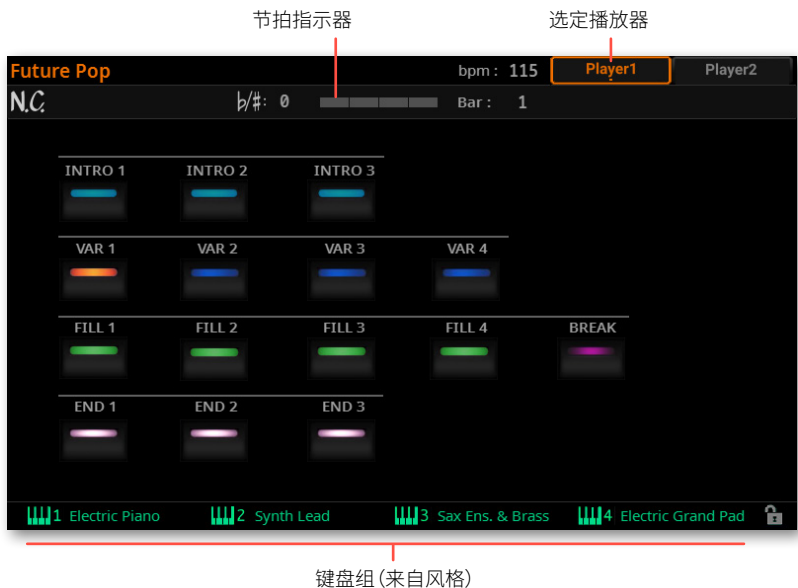 节拍指示器 选定播放器
Future Pop bpm: 115 Player1 Player2
N.C. b/#: 0 Bar: 1
INTRO 1 INTRO 2 INTRO 3
VAR 1 VAR 2 VAR 3 VAR 4
FILL 1 FILL 2 FILL 3 FILL 4 BREAK
END 1 END 2 END 3
1 Electric Piano 2 Synth Lead 3 Sax Ens. & Brass 4 Electric Grand Pad
键盘组(来自风格)